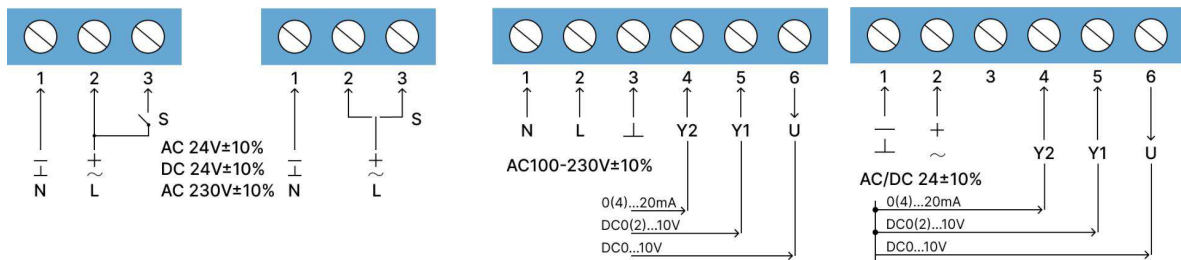 1 2 3
S
AC 24V±10%
DC 24V±10%
AC 230V±10%
N L
1 2 3
S
N L
1 2 3 4 5 6
N L Y2 Y1 U
AC100-230V±10%
0(4)...20mA
DC0(2)...10V
DC0...10V
1 2 3 4 5 6
+
~
Y2 Y1 U
AC/DC 24±10%
0(4)...20mA
DC0(2)...10V
DC0...10V